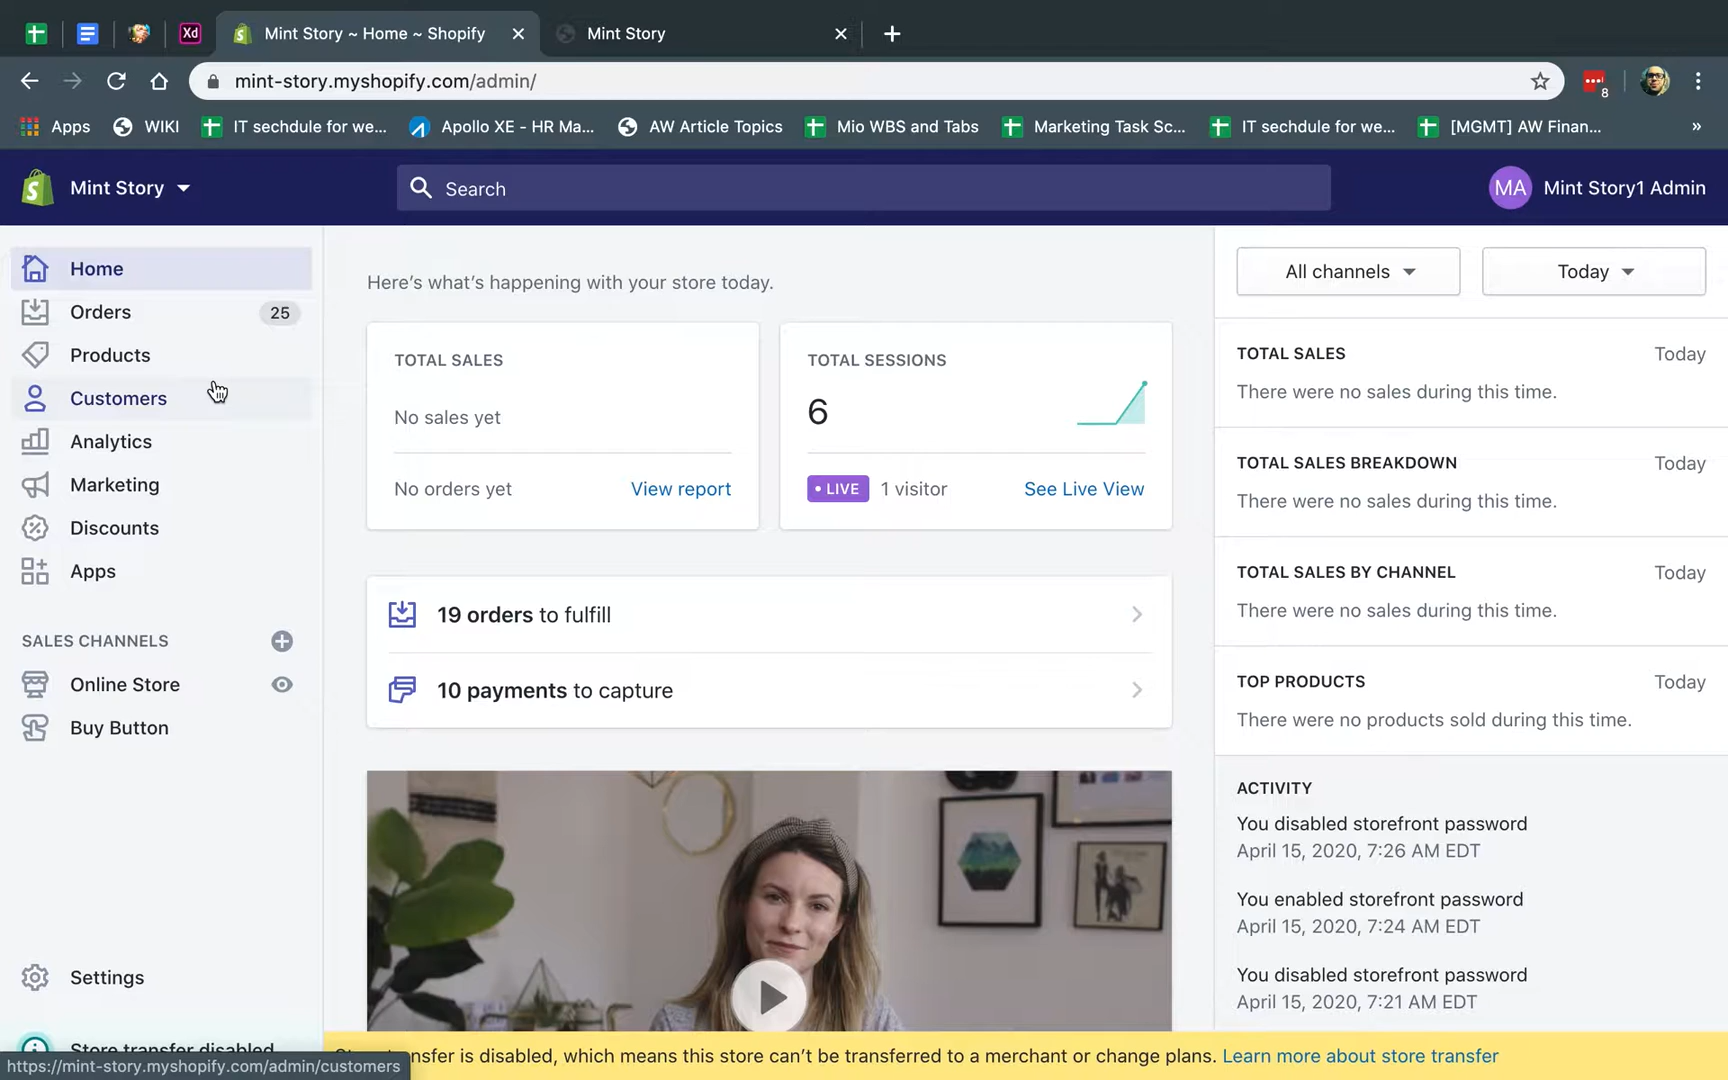 Xd
Mint Story ~ Home ~ Shopify
Mint Story
mint-story.myshopify.com/admin/
8
Apps
WIKI
IT sechdule for we...
Apollo XE - HR Ma...
AW Article Topics
Mio WBS and Tabs
Marketing Task Sc...
IT sechdule for we...
[MGMT] AW Finan...
»
Mint Story
Search
MA
Mint Story1 Admin
Home
Orders
25
Products
Customers
Analytics
Marketing
Discounts
Apps
SALES CHANNELS
Online Store
Buy Button
Settings
Store transfer disabled
https://mint-story.myshopify.com/admin/customers
Here's what's happening with your store today.
TOTAL SALES
No sales yet
No orders yet
View report
TOTAL SESSIONS
6
• LIVE
1 visitor
See Live View
19 orders to fulfill
10 payments to capture
All channels
Today
TOTAL SALES
Today
There were no sales during this time.
TOTAL SALES BREAKDOWN
Today
There were no sales during this time.
TOTAL SALES BY CHANNEL
Today
There were no sales during this time.
TOP PRODUCTS
Today
There were no products sold during this time.
ACTIVITY
You disabled storefront password
April 15, 2020, 7:26 AM EDT
You enabled storefront password
April 15, 2020, 7:24 AM EDT
You disabled storefront password
April 15, 2020, 7:21 AM EDT
is disabled, which means this store can't be transferred to a merchant or change plans. Learn more about store transfer